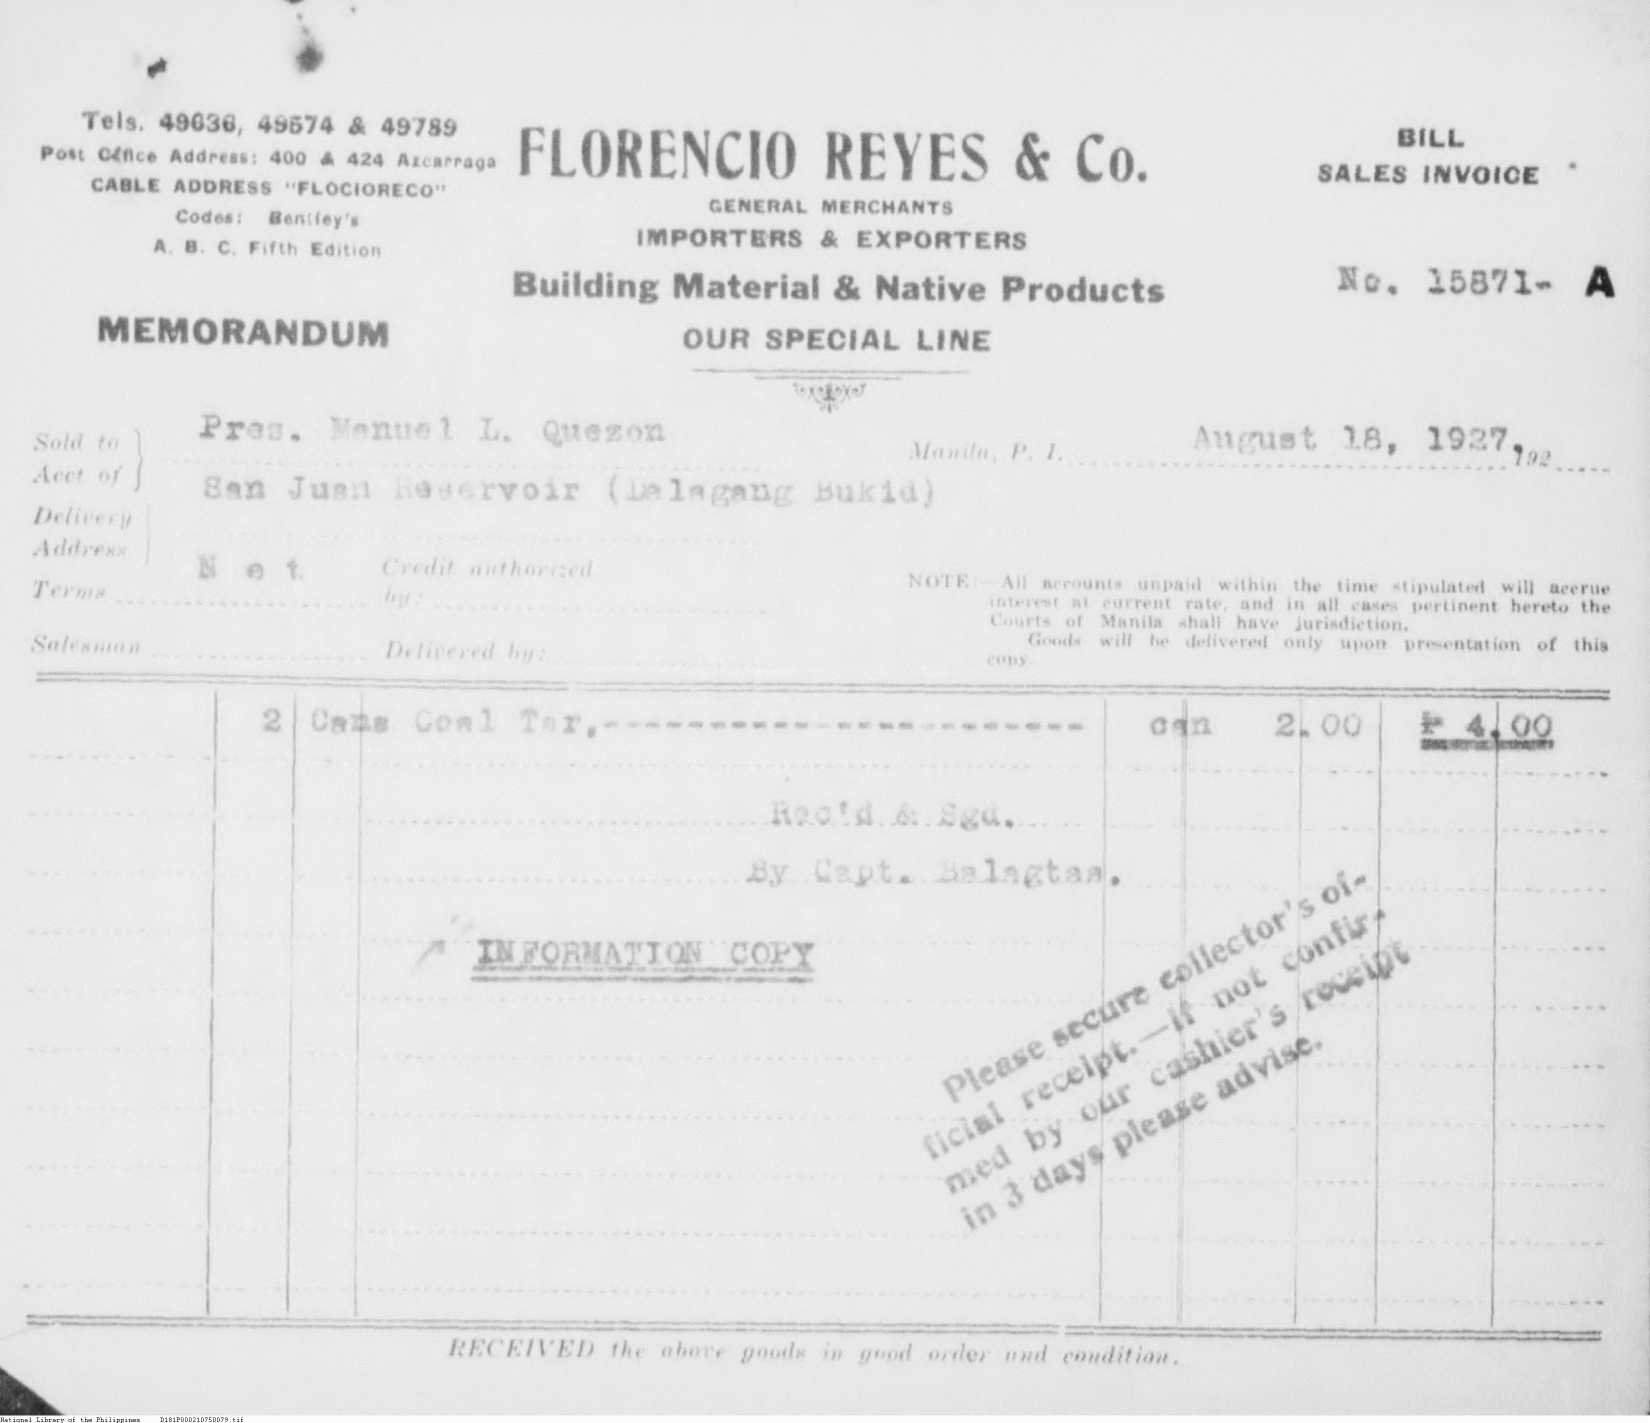 Tels. 49636, 49574 & 49789
Post Office Address: 400 & 424 Azcarraga
CABLE ADDRESS "FLOCIORECO"
Codes: Bentley's
A. B. C. Fifth Edition
MEMORANDUM
FLORENCIO REYES & Co.
GENERAL MERCHANTS
IMPORTERS & EXPORTERS
Building Material & Native Products
OUR SPECIAL LINE
BILL
SALES INVOICE
No. 15871- A
Sold to
Acct of
Pres. Manuel L. Quezon
Manila, P. I. August 18, 1927, 192
San Juan Reservoir (Dalagang Bukid)
Delivery
Address
Terms N e t
Credit authorized
by:
Salesman
Delivered by:
NOTE:—All accounts unpaid within the time stipulated will accrue
interest at current rate, and in all cases pertinent hereto the
Courts of Manila shall have jurisdiction.
Goods will be delivered only upon presentation of this
copy.
2 Cans Coal Tar,----------------------- can 2.00 ₱ 4.00
Rec'd & Sgd.
By Capt. Balagtas.
INFORMATION COPY
Please secure collector's of-
ficial receipt.—If not confir-
med by our cashier's receipt
in 3 days please advise.
RECEIVED the above goods in good order and condition.
National Library of the Philippines D181P000210750079.tif